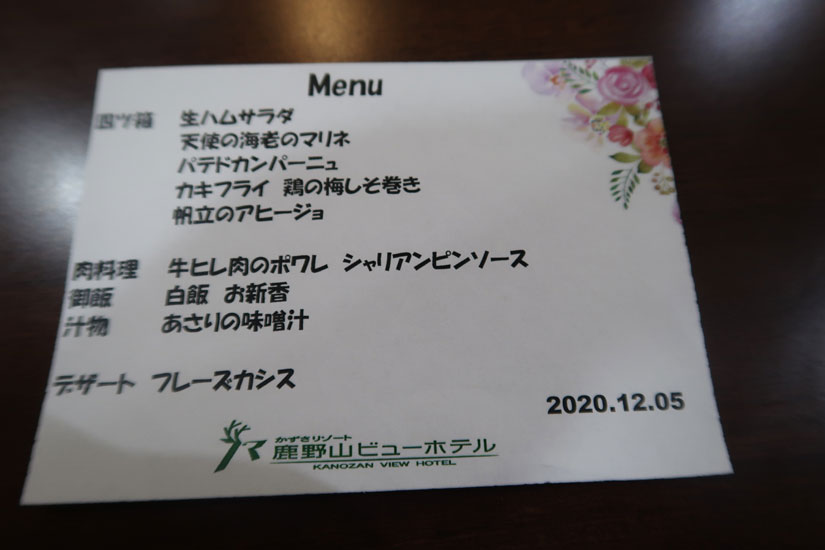 Menu
四ツ箱 生ハムサラダ
天使の海老のマリネ
パテドカンパーニュ
カキフライ 鶏の梅しそ巻き
帆立のアヒージョ
肉料理 牛ヒレ肉のポワレ シャリアンピンソース
御飯 白飯 お新香
汁物 あさりの味噌汁
デザート フレーズカシス
2020.12.05
かずさリゾート
鹿野山ビューホテル
KANOZAN VIEW HOTEL